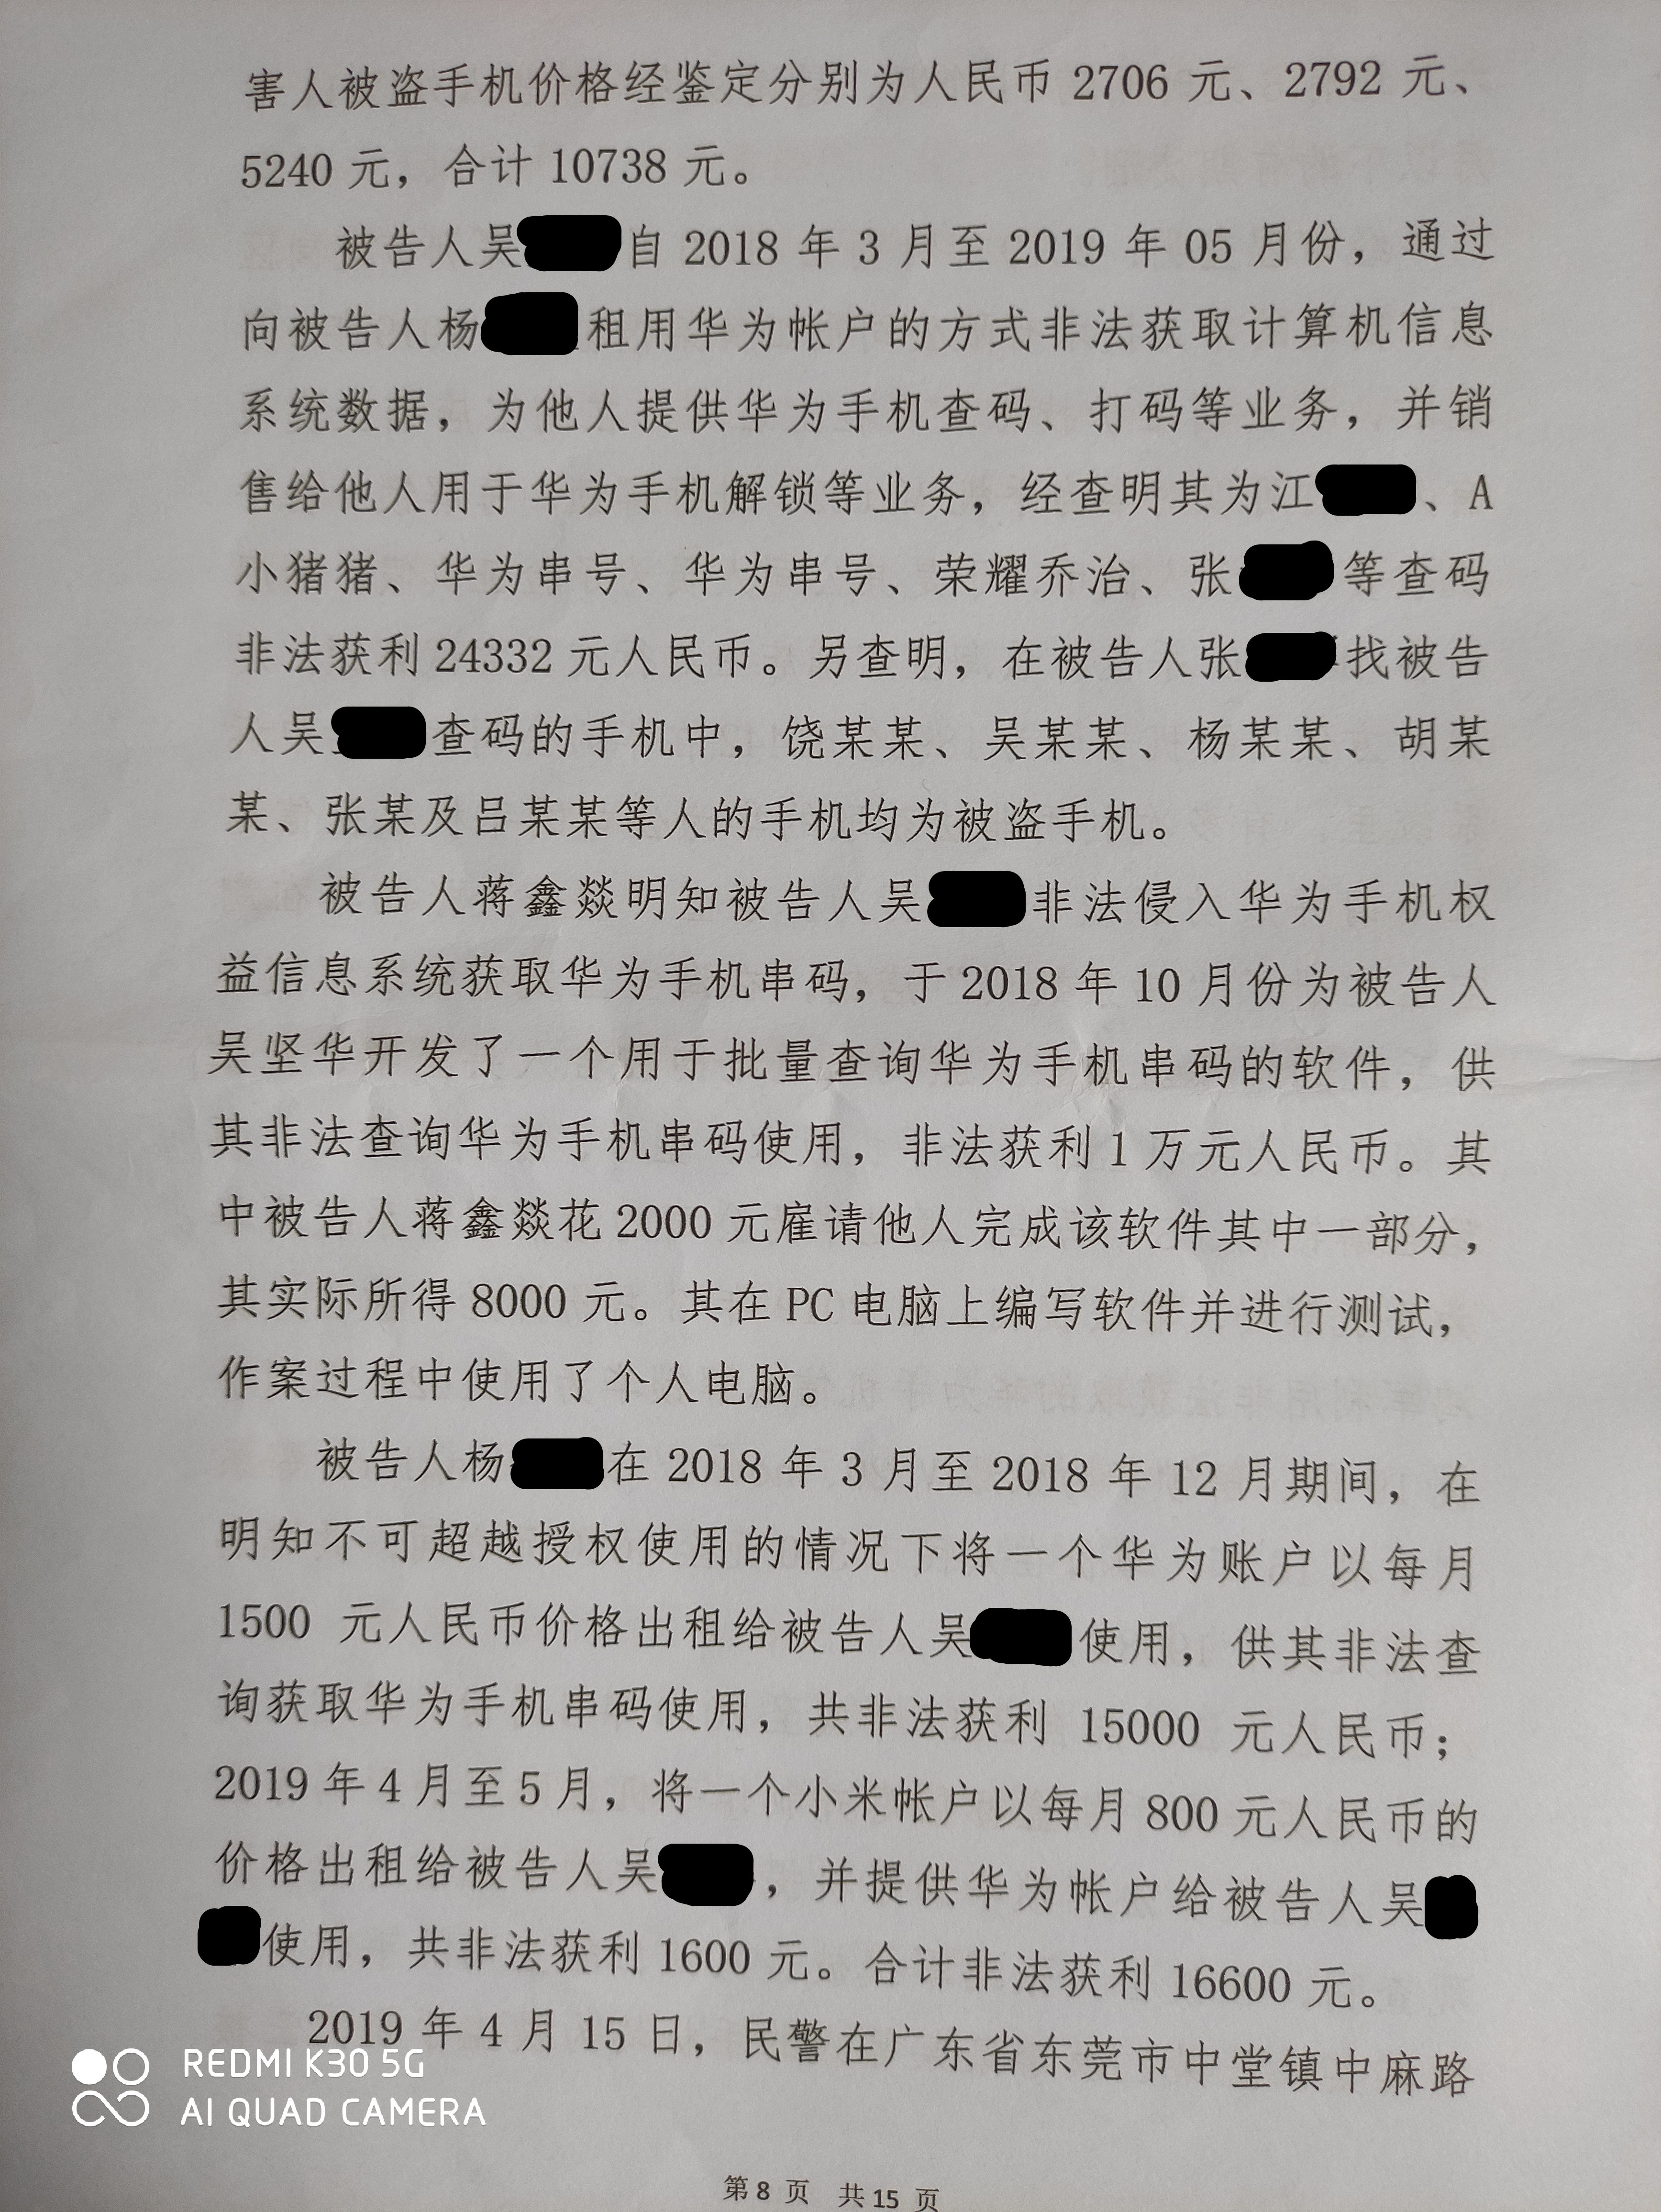 害人被盗手机价格经鉴定分别为人民币 2706 元、2792 元、
5240 元，合计 10738 元。
被告人吴 自 2018 年 3 月至 2019 年 05 月份，通过
向被告人杨 租用华为帐户的方式非法获取计算机信息
系统数据，为他人提供华为手机查码、打码等业务，并销
售给他人用于华为手机解锁等业务，经查明其为江 、A
小猪猪、华为串号、华为串号、荣耀乔治、张 等查码
非法获利 24332 元人民币。另查明，在被告人张 找被告
人吴 查码的手机中，饶某某、吴某某、杨某某、胡某
某、张某及吕某某等人的手机均为被盗手机。
被告人蒋鑫燚明知被告人吴 非法侵入华为手机权
益信息系统获取华为手机串码，于 2018 年 10 月份为被告人
吴坚华开发了一个用于批量查询华为手机串码的软件，供
其非法查询华为手机串码使用，非法获利 1 万元人民币。其
中被告人蒋鑫燚花 2000 元雇请他人完成该软件其中一部分，
其实际所得 8000 元。其在 PC 电脑上编写软件并进行测试，
作案过程中使用了个人电脑。
被告人杨 在 2018 年 3 月至 2018 年 12 月期间，在
明知不可超越授权使用的情况下将一个华为账户以每月
1500 元人民币价格出租给被告人吴 使用，供其非法查
询获取华为手机串码使用，共非法获利 15000 元人民币；
2019 年 4 月至 5 月，将一个小米帐户以每月 800 元人民币的
价格出租给被告人吴 ，并提供华为帐户给被告人吴
使用，共非法获利 1600 元。合计非法获利 16600 元。
2019 年 4 月 15 日，民警在广东省东莞市中堂镇中麻路
REDMI K30 5G
AI QUAD CAMERA
第 8 页 共 15 页